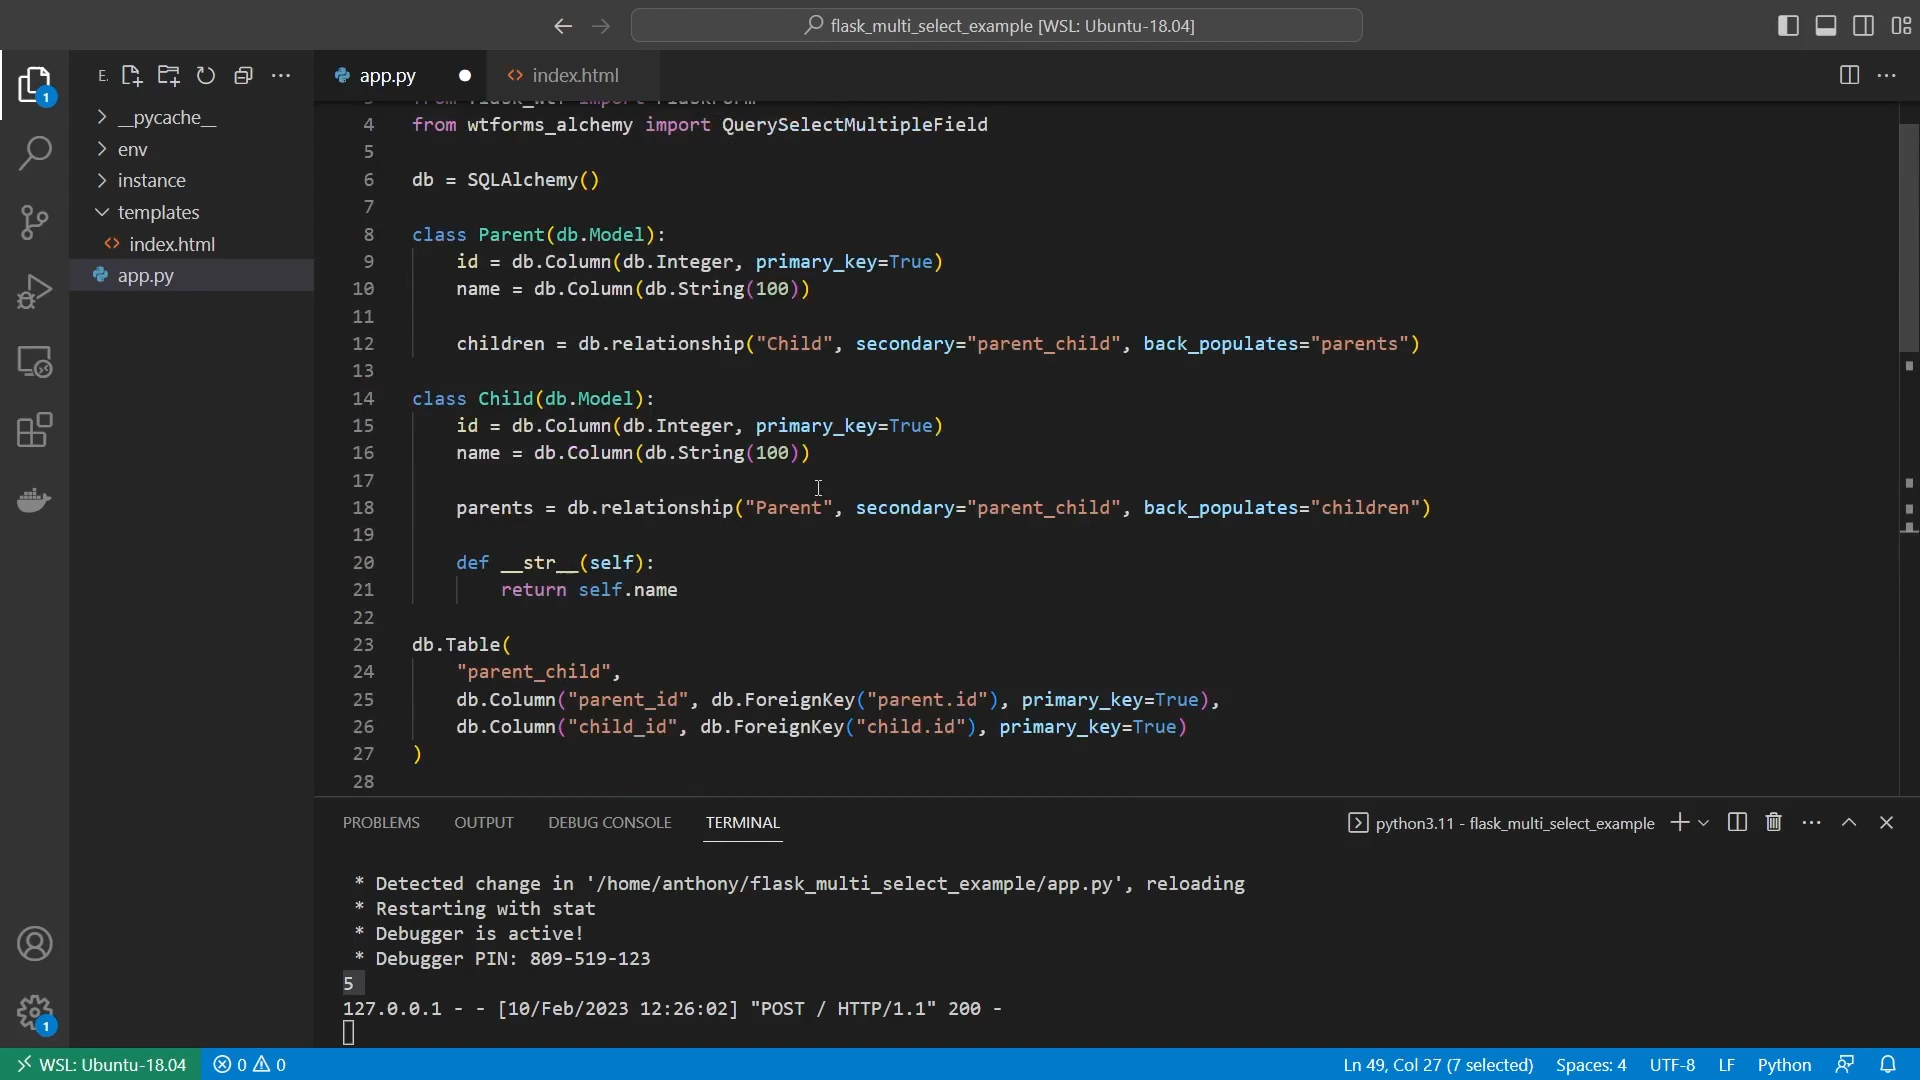 flask_multi_select_example [WSL: Ubuntu-18.04]
E.
app.py
index.html
__pycache__
env
instance
templates
index.html
app.py
1
3 from flask_wtf import FlaskForm
4 from wtforms_alchemy import QuerySelectMultipleField
5
6 db = SQLAlchemy()
7
8 class Parent(db.Model):
9 id = db.Column(db.Integer, primary_key=True)
10 name = db.Column(db.String(100))
11
12 children = db.relationship("Child", secondary="parent_child", back_populates="parents")
13
14 class Child(db.Model):
15 id = db.Column(db.Integer, primary_key=True)
16 name = db.Column(db.String(100))
17
18 parents = db.relationship("Parent", secondary="parent_child", back_populates="children")
19
20 def __str__(self):
21 return self.name
22
23 db.Table(
24 "parent_child",
25 db.Column("parent_id", db.ForeignKey("parent.id"), primary_key=True),
26 db.Column("child_id", db.ForeignKey("child.id"), primary_key=True)
27 )
28
PROBLEMS OUTPUT DEBUG CONSOLE TERMINAL
python3.11 - flask_multi_select_example
* Detected change in '/home/anthony/flask_multi_select_example/app.py', reloading
* Restarting with stat
* Debugger is active!
* Debugger PIN: 809-519-123
5
127.0.0.1 - - [10/Feb/2023 12:26:02] "POST / HTTP/1.1" 200 -
1
WSL: Ubuntu-18.04 0 0 Ln 49, Col 27 (7 selected) Spaces: 4 UTF-8 LF Python